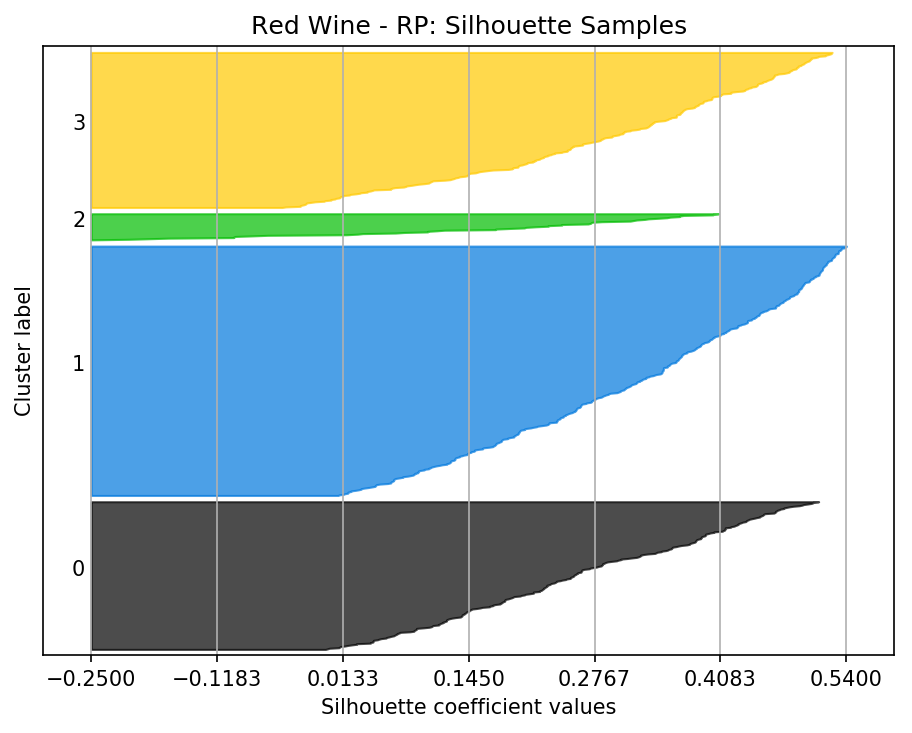 Red Wine - RP: Silhouette Samples
3
2
1
0
Cluster label
−0.2500 −0.1183 0.0133 0.1450 0.2767 0.4083 0.5400
Silhouette coefficient values